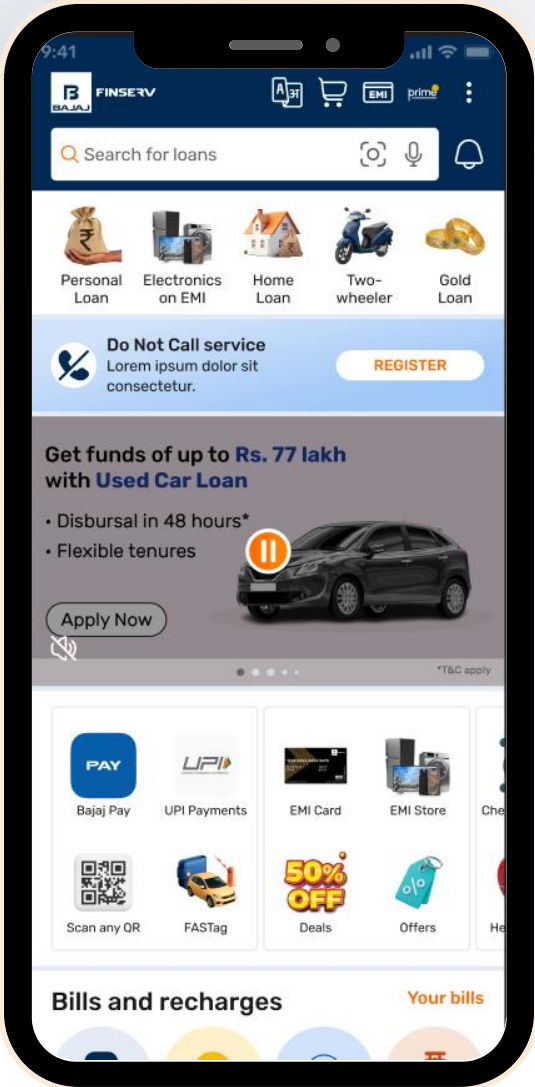 9:41
B
BAJAJ
FINSERV
A अ
EMI
prime
Search for loans
Personal
Loan
Electronics
on EMI
Home
Loan
Two-
wheeler
Gold
Loan
Do Not Call service
Lorem ipsum dolor sit
consectetur.
REGISTER
Get funds of up to Rs. 77 lakh
with Used Car Loan
• Disbursal in 48 hours*
• Flexible tenures
Apply Now
*T&C apply
PAY
UPI
Bajaj Pay
UPI Payments
EMI Card
EMI Store
Che
Scan any QR
FASTag
50%
OFF
Deals
%
Offers
He
Bills and recharges
Your bills